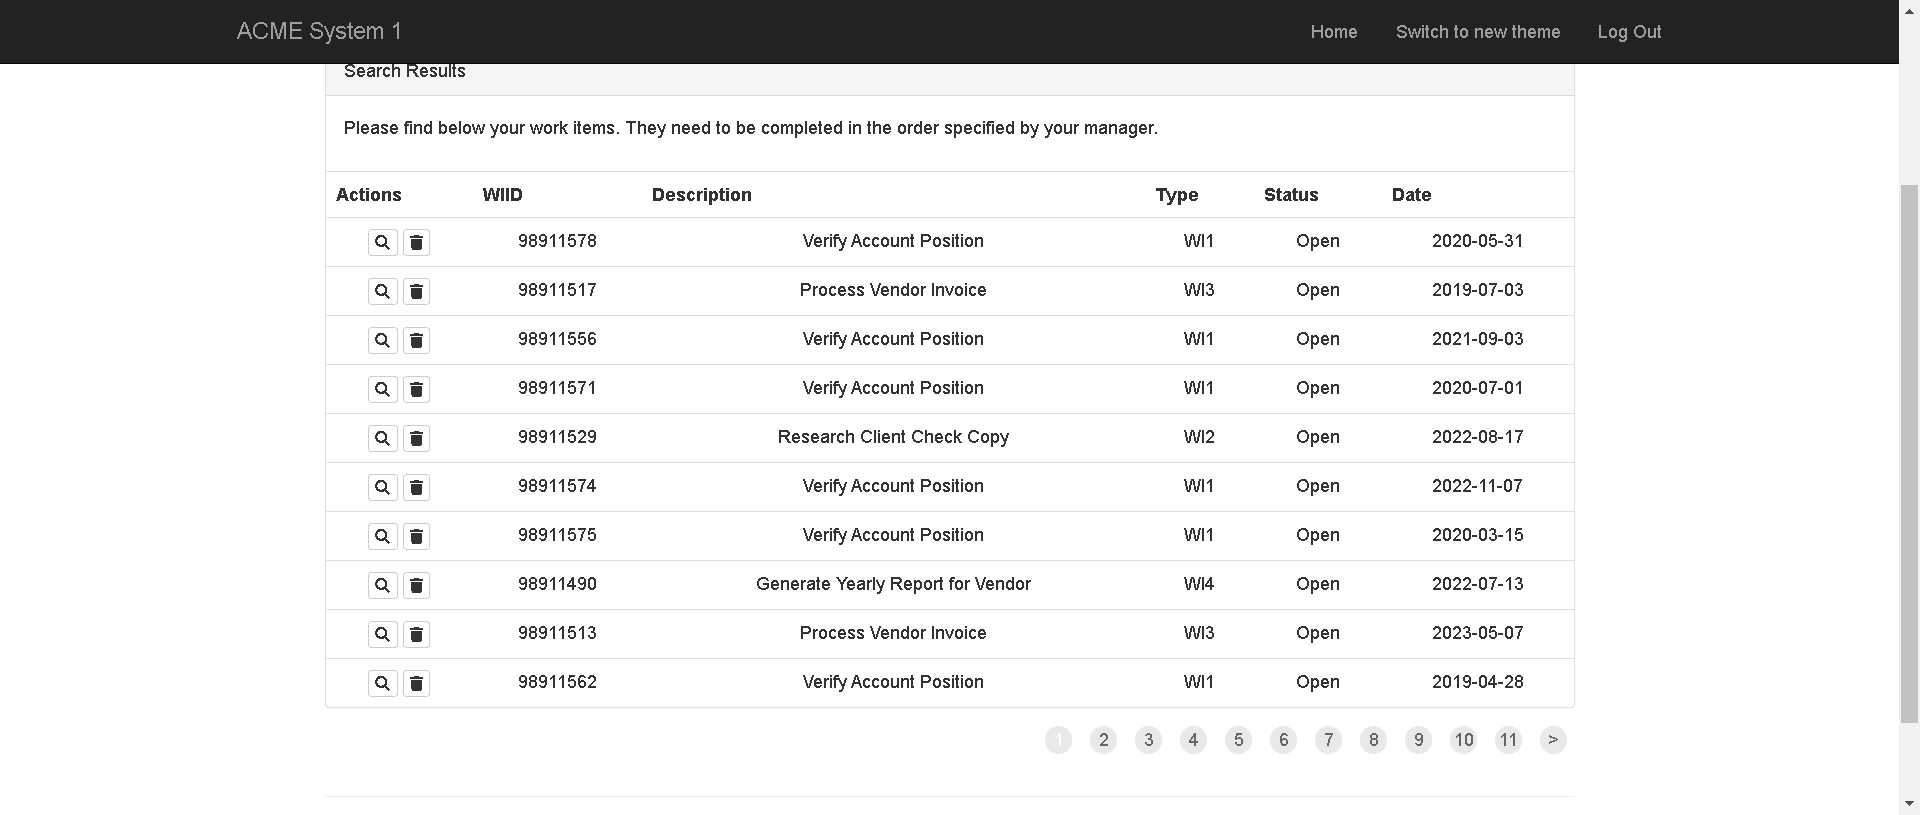 ACME System 1 Home Switch to new theme Log Out
Search Results
Please find below your work items. They need to be completed in the order specified by your manager.
Actions WIID Description Type Status Date
98911578 Verify Account Position WI1 Open 2020-05-31
98911517 Process Vendor Invoice WI3 Open 2019-07-03
98911556 Verify Account Position WI1 Open 2021-09-03
98911571 Verify Account Position WI1 Open 2020-07-01
98911529 Research Client Check Copy WI2 Open 2022-08-17
98911574 Verify Account Position WI1 Open 2022-11-07
98911575 Verify Account Position WI1 Open 2020-03-15
98911490 Generate Yearly Report for Vendor WI4 Open 2022-07-13
98911513 Process Vendor Invoice WI3 Open 2023-05-07
98911562 Verify Account Position WI1 Open 2019-04-28
1 2 3 4 5 6 7 8 9 10 11 >